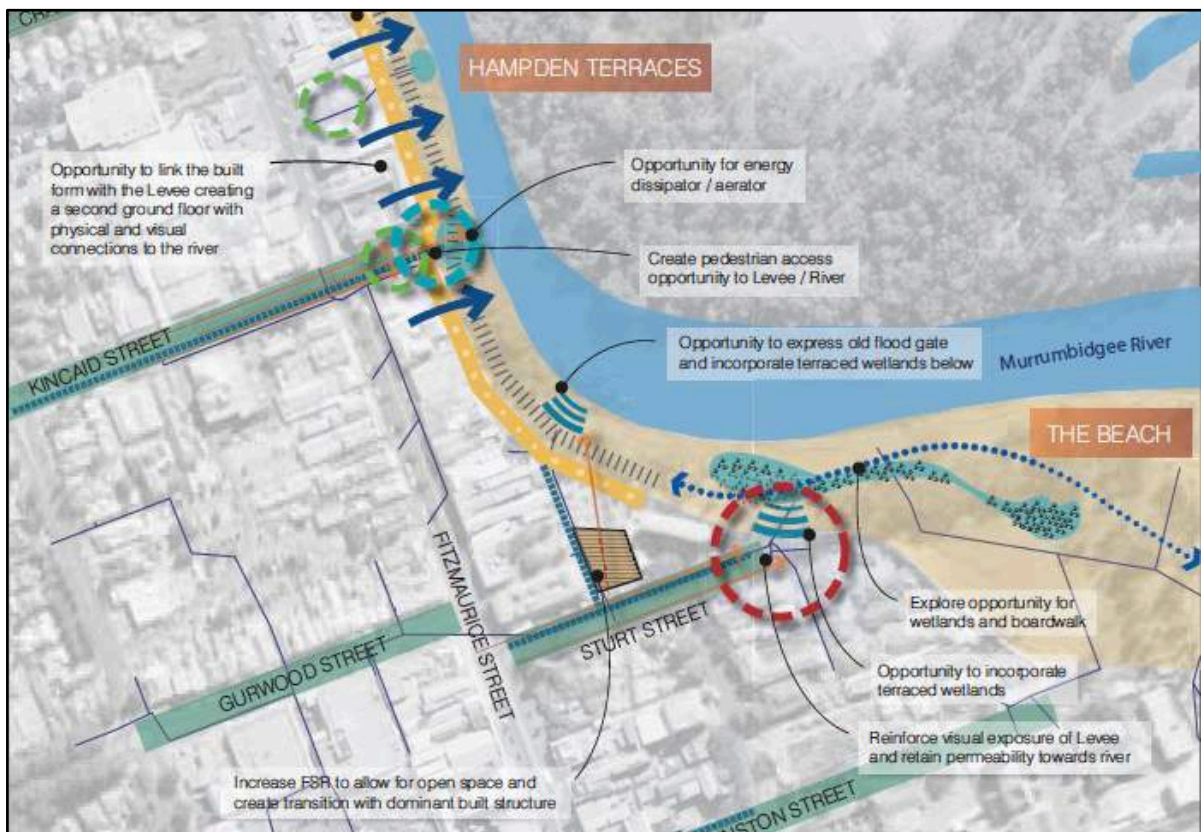 CRA
HAMPDEN TERRACES
Opportunity to link the built
form with the Levee creating
a second ground floor with
physical and visual
connections to the river
Opportunity for energy
dissipator / aerator
Create pedestrian access
opportunity to Levee / River
KINCAID STREET
Opportunity to express old flood gate
and incorporate terraced wetlands below
Murrumbidgee River
THE BEACH
FITZMAURICE STREET
GURWOOD STREET
STURT STREET
Explore opportunity for
wetlands and boardwalk
Opportunity to incorporate
terraced wetlands
Reinforce visual exposure of Levee
and retain permeability towards river
Increase FSR to allow for open space and
create transition with dominant built structure
NSTON STREET